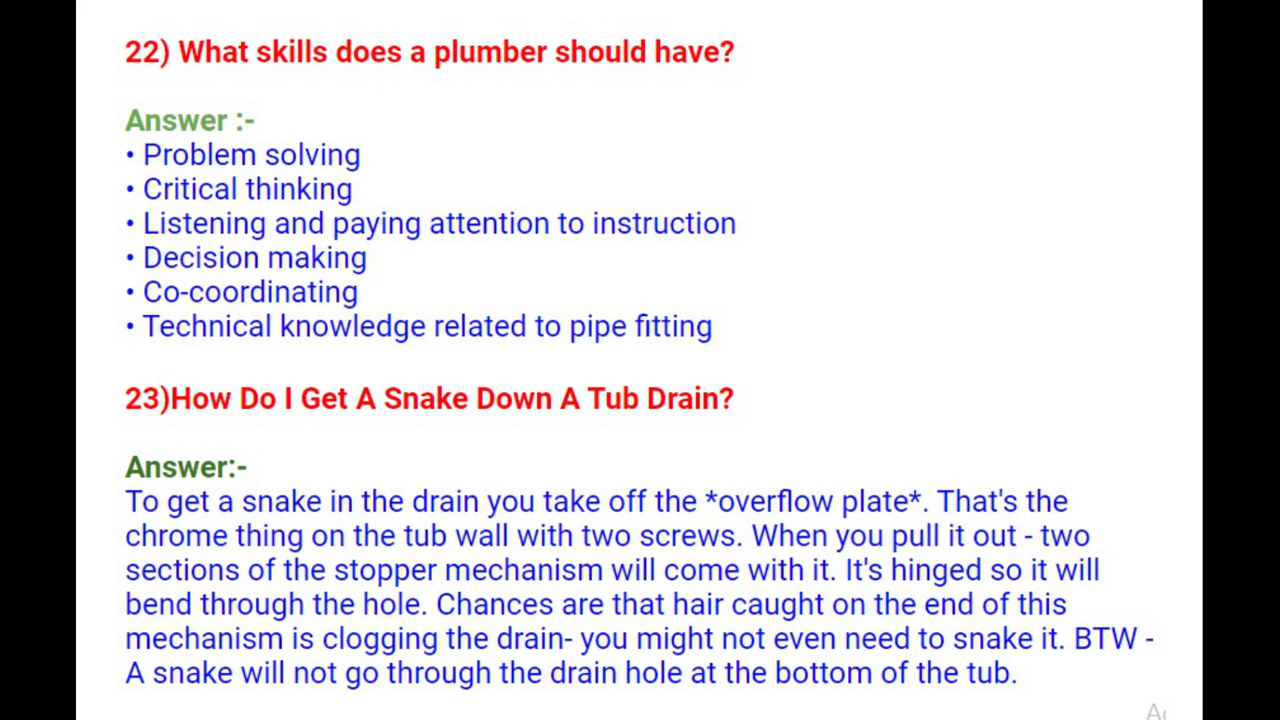 22) What skills does a plumber should have?
Answer :-
• Problem solving
• Critical thinking
• Listening and paying attention to instruction
• Decision making
• Co-coordinating
• Technical knowledge related to pipe fitting
23)How Do I Get A Snake Down A Tub Drain?
Answer:-
To get a snake in the drain you take off the *overflow plate*. That's the
chrome thing on the tub wall with two screws. When you pull it out - two
sections of the stopper mechanism will come with it. It's hinged so it will
bend through the hole. Chances are that hair caught on the end of this
mechanism is clogging the drain- you might not even need to snake it. BTW -
A snake will not go through the drain hole at the bottom of the tub.